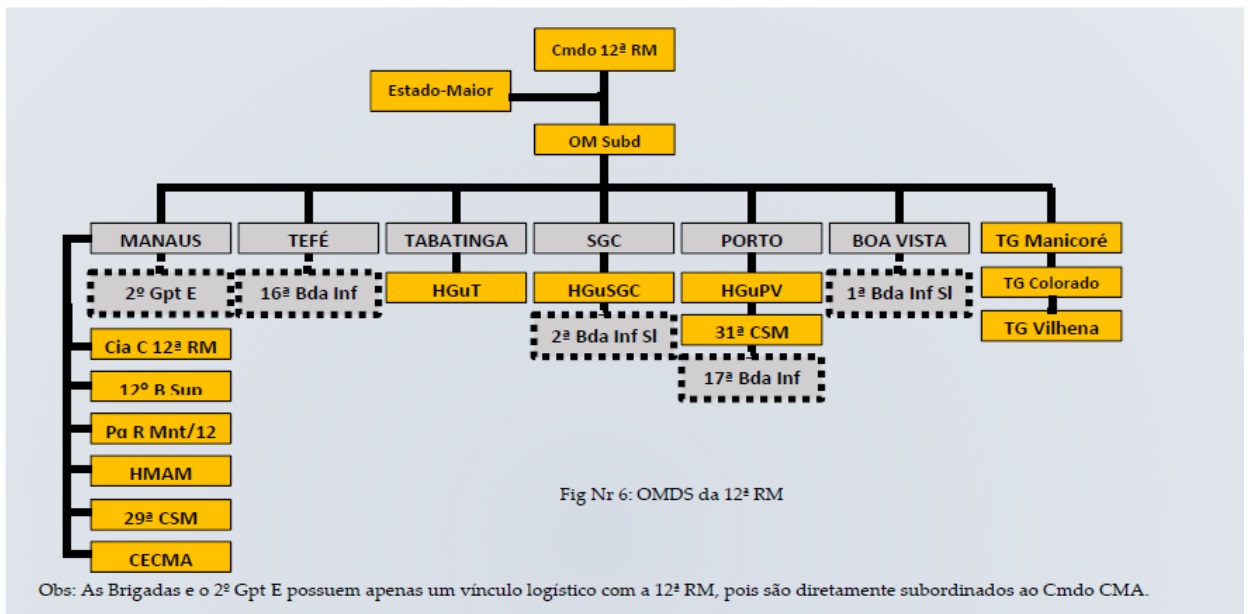 Cmdo 12ª RM
Estado-Maior
OM Subd
MANAUS
TEFÉ
TABATINGA
SGC
PORTO
BOA VISTA
TG Manicoré
2º Gpt E
16ª Bda Inf
HGuT
HGuSGC
HGuPV
1ª Bda Inf Sl
TG Colorado
2ª Bda Inf Sl
31ª CSM
TG Vilhena
17ª Bda Inf
Cia C 12ª RM
12º B Sup
Pq R Mnt/12
HMAM
29ª CSM
CECMA
Fig Nr 6: OMDS da 12ª RM
Obs: As Brigadas e o 2º Gpt E possuem apenas um vínculo logístico com a 12ª RM, pois são diretamente subordinados ao Cmdo CMA.